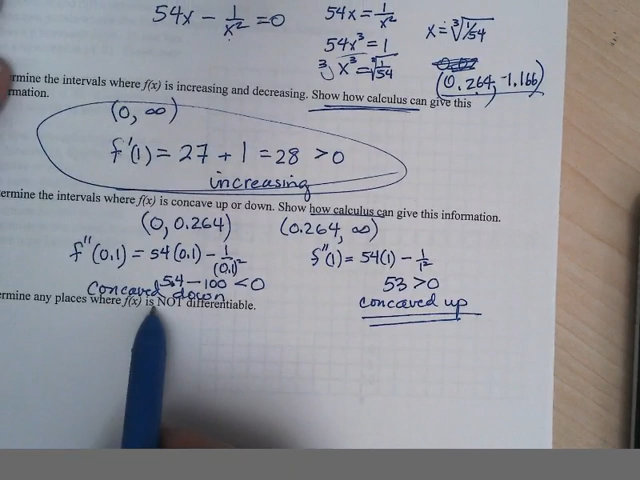 54x - 1/x² = 0
54x = 1/x²
54x³ = 1
∛x³ = ∛1/54
x = ∛1/54
(0.264, -1.166)
rmine the intervals where f(x) is increasing and decreasing. Show how calculus can give this
rmation.
(0, ∞)
f'(1) = 27 + 1 = 28 > 0
increasing
ermine the intervals where f(x) is concave up or down. Show how calculus can give this information.
(0, 0.264)
f''(0.1) = 54(0.1) - 1/(0.1)²
5.4 - 100 < 0
Concaved down
(0.264, ∞)
f''(1) = 54(1) - 1/1²
53 > 0
concaved up
ermine any places where f(x) is NOT differentiable.